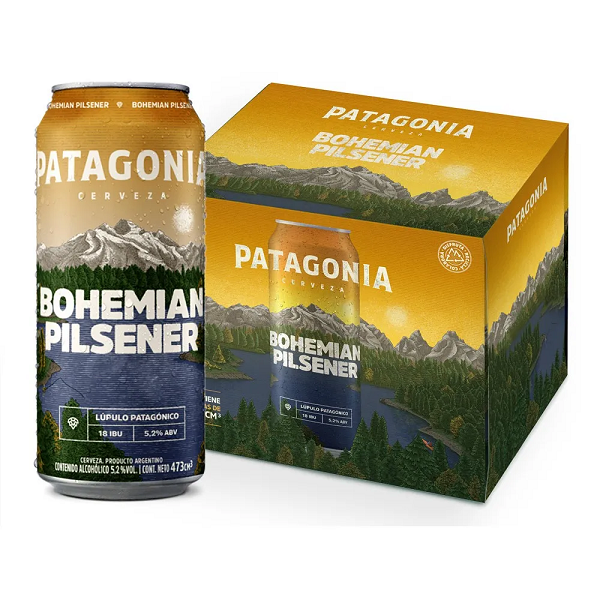 BOHEMIAN PILSENER BOHEMIAN PILSENER
PATAGONIA
CERVEZA
BOHEMIAN
PILSENER
LÚPULO PATAGÓNICO
18 IBU 5,2% ABV
CERVEZA. PRODUCTO ARGENTINO
CONTENIDO ALCOHÓLICO 5,2 %VOL. | CONT. NETO 473cm³
PATAGONIA
CERVEZA
BOHEMIAN
PILSENER
PATAGONIA
CERVEZA
BOHEMIAN
PILSENER
LÚPULO PATAGÓNICO
18 IBU 5,2% ABV
PATAGONIA